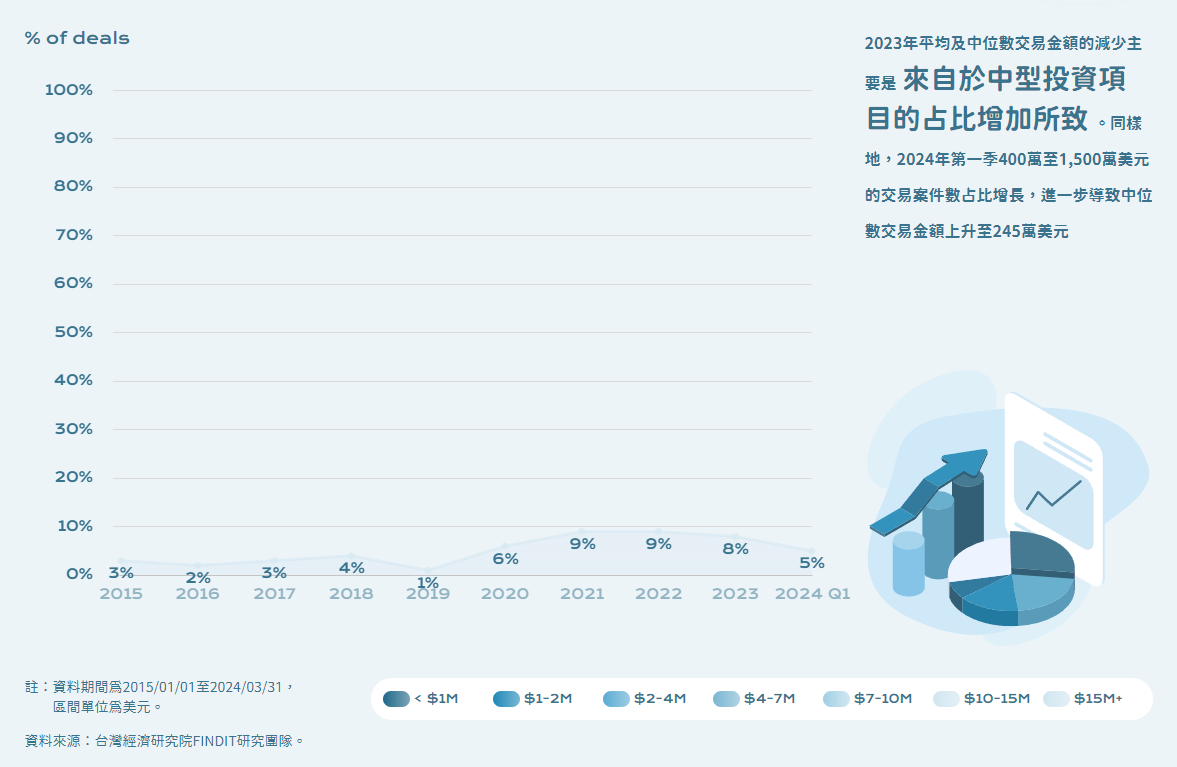 % of deals
100%
90%
80%
70%
60%
50%
40%
30%
20%
10%
0%
3%
2%
3%
4%
1%
6%
9%
9%
8%
5%
2015
2016
2017
2018
2019
2020
2021
2022
2023
2024 Q1
2023年平均及中位數交易金額的減少主
要是 來自於中型投資項
目的占比增加所致 。同樣
地，2024年第一季400萬至1,500萬美元
的交易案件數占比增長，進一步導致中位
數交易金額上升至245萬美元
註：資料期間為2015/01/01至2024/03/31，
區間單位為美元。
資料來源：台灣經濟研究院FINDIT研究團隊。
< $1M
$1-2M
$2-4M
$4-7M
$7-10M
$10-15M
$15M+